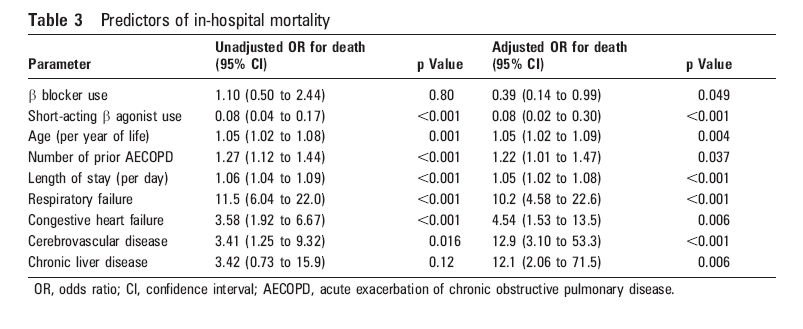 Table 3 Predictors of in-hospital mortality
Unadjusted OR for death Adjusted OR for death
Parameter (95% CI) p Value (95% CI) p Value
β blocker use 1.10 (0.50 to 2.44) 0.80 0.39 (0.14 to 0.99) 0.049
Short-acting β agonist use 0.08 (0.04 to 0.17) <0.001 0.08 (0.02 to 0.30) <0.001
Age (per year of life) 1.05 (1.02 to 1.08) 0.001 1.05 (1.02 to 1.09) 0.004
Number of prior AECOPD 1.27 (1.12 to 1.44) <0.001 1.22 (1.01 to 1.47) 0.037
Length of stay (per day) 1.06 (1.04 to 1.09) <0.001 1.05 (1.02 to 1.08) <0.001
Respiratory failure 11.5 (6.04 to 22.0) <0.001 10.2 (4.58 to 22.6) <0.001
Congestive heart failure 3.58 (1.92 to 6.67) <0.001 4.54 (1.53 to 13.5) 0.006
Cerebrovascular disease 3.41 (1.25 to 9.32) 0.016 12.9 (3.10 to 53.3) <0.001
Chronic liver disease 3.42 (0.73 to 15.9) 0.12 12.1 (2.06 to 71.5) 0.006
OR, odds ratio; CI, confidence interval; AECOPD, acute exacerbation of chronic obstructive pulmonary disease.